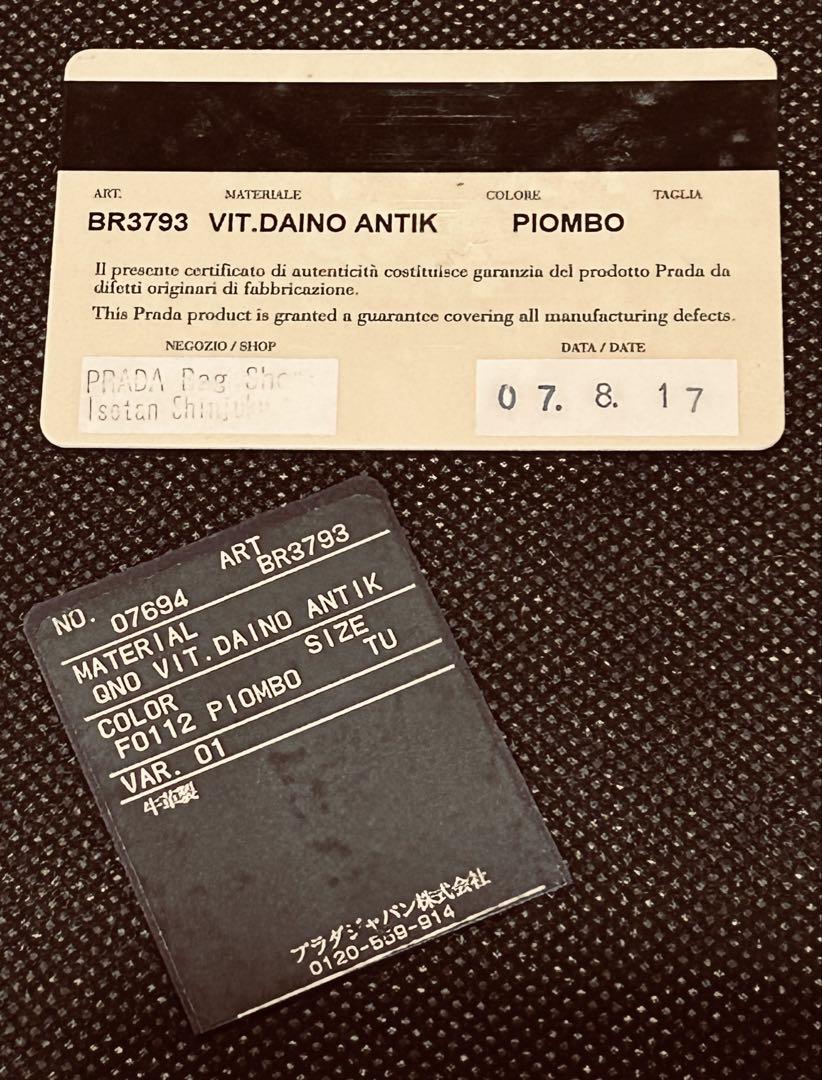 ART. MATERIALE COLORE TAGLIA
BR3793 VIT.DAINO ANTIK PIOMBO
Il presente certificato di autenticità costituisce garanzia del prodotto Prada da
difetti originari di fabbricazione.
This Prada product is granted a guarantee covering all manufacturing defects.
NEGOZIO / SHOP DATA / DATE
PRADA Bag
Isetan Shinjuku
07. 8. 17
ART
BR3793
NO. 07694
MATERIAL
QNO VIT.DAINO ANTIK
SIZE
TU
COLOR
F0112 PIOMBO
VAR. 01
牛革製
プラダジャパン株式会社
0120-559-914